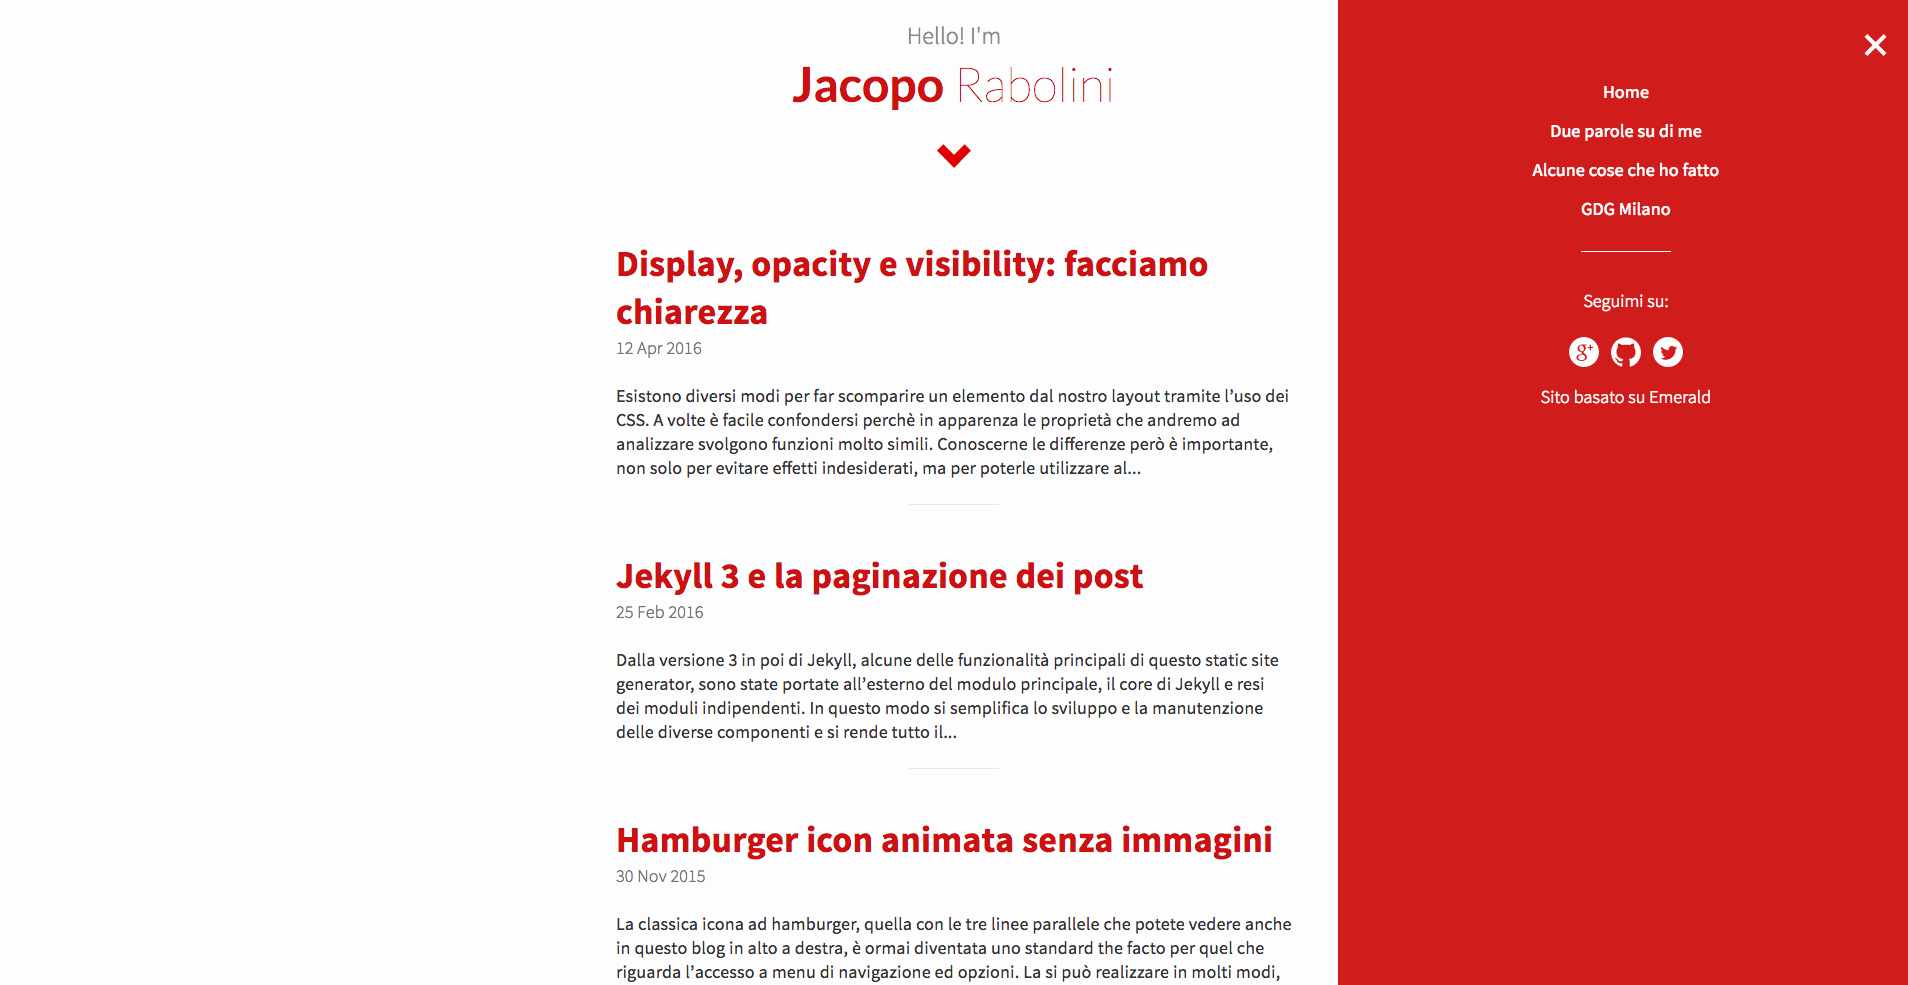 Hello! I'm
Jacopo Rabolini
Display, opacity e visibility: facciamo
chiarezza
12 Apr 2016
Esistono diversi modi per far scomparire un elemento dal nostro layout tramite l’uso dei
CSS. A volte è facile confondersi perchè in apparenza le proprietà che andremo ad
analizzare svolgono funzioni molto simili. Conoscerne le differenze però è importante,
non solo per evitare effetti indesiderati, ma per poterle utilizzare al...
Jekyll 3 e la paginazione dei post
25 Feb 2016
Dalla versione 3 in poi di Jekyll, alcune delle funzionalità principali di questo static site
generator, sono state portate all’esterno del modulo principale, il core di Jekyll e resi
dei moduli indipendenti. In questo modo si semplifica lo sviluppo e la manutenzione
delle diverse componenti e si rende tutto il...
Hamburger icon animata senza immagini
30 Nov 2015
La classica icona ad hamburger, quella con le tre linee parallele che potete vedere anche
in questo blog in alto a destra, è ormai diventata uno standard the facto per quel che
riguarda l’accesso a menu di navigazione ed opzioni. La si può realizzare in molti modi,
Home
Due parole su di me
Alcune cose che ho fatto
GDG Milano
Seguimi su:
g+
Sito basato su Emerald